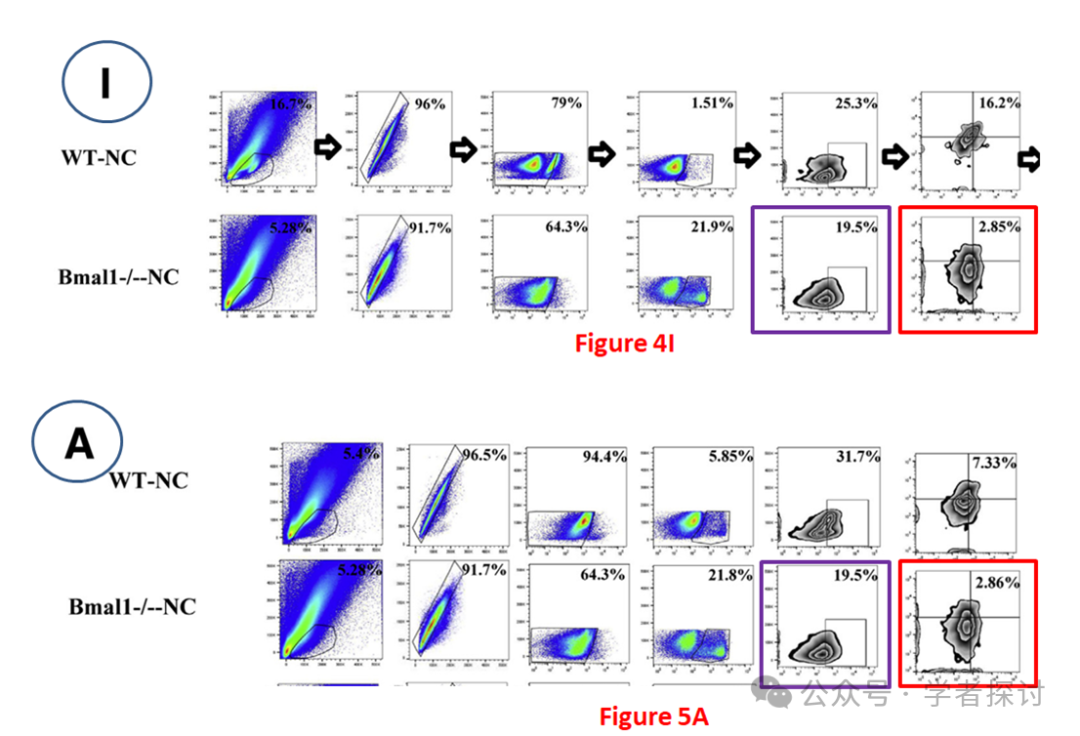 I
WT-NC
16.7% 96% 79% 1.51% 25.3% 16.2%
Bmal1-/--NC
5.28% 91.7% 64.3% 21.9% 19.5% 2.85%
Figure 4I
A
WT-NC
5.4% 96.5% 94.4% 5.85% 31.7% 7.33%
Bmal1-/--NC
5.28% 91.7% 64.3% 21.8% 19.5% 2.86%
公众号 · 学者探讨
Figure 5A